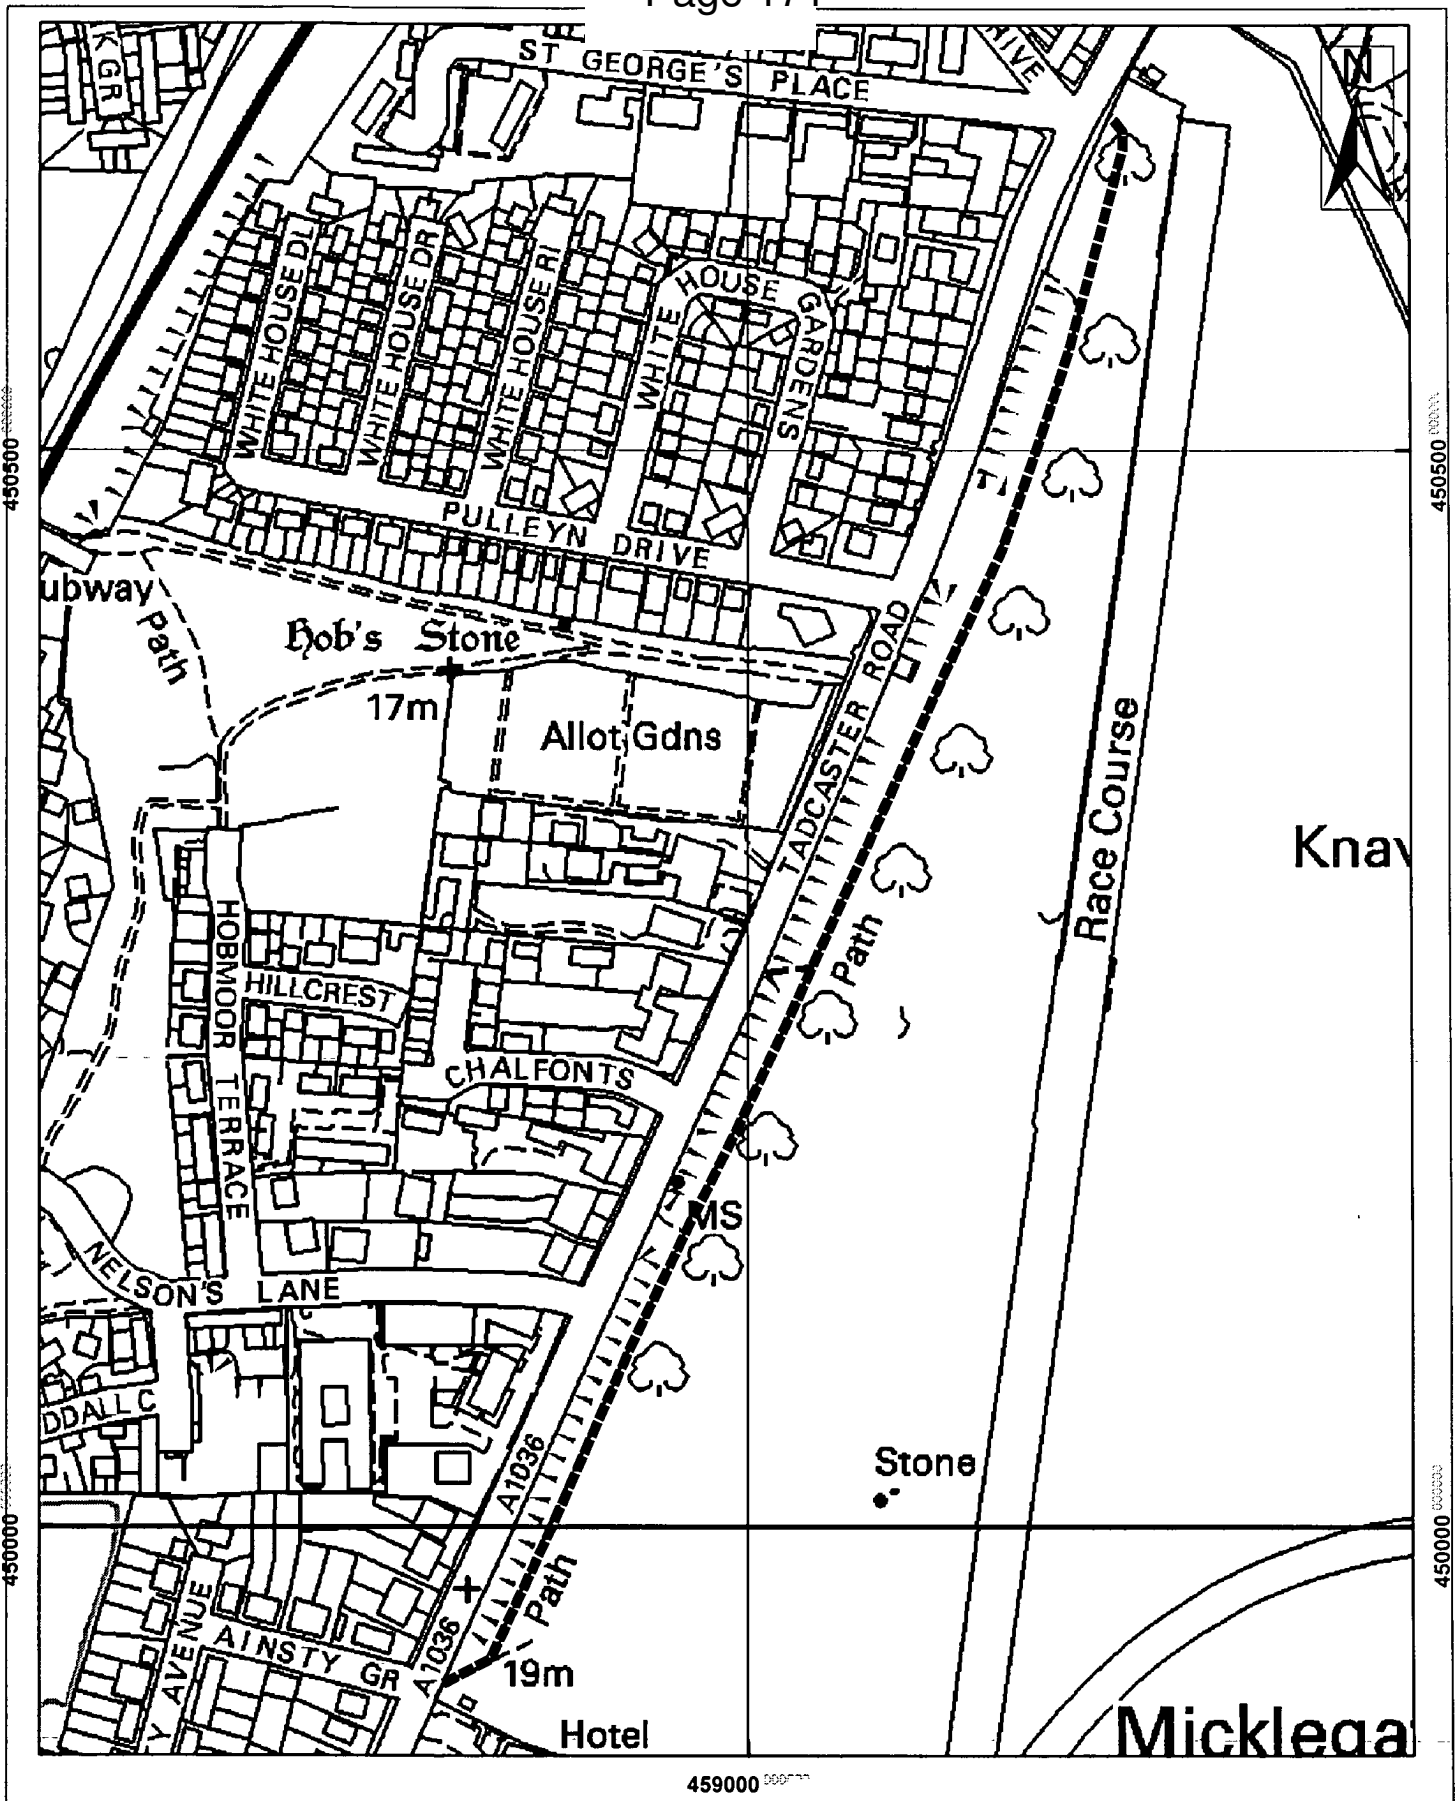 K GR
ST GEORGE'S PLACE
N
WHITE HOUSE
WHITE HOUSE DR
WHITE HOUSE RI
WHITE HOUSE GARDENS
450500
450500
PULLEYN DRIVE
ubway
Path
Hob's Stone
17m
Allot Gdns
TADCASTER ROAD
Race Course
Knav
Path
HOBMOOR TERRACE
HILLCREST
CHALFONTS
MS
NELSON'S LANE
DDALL C
A1036
Stone
450000
450000
Path
Y AVENUE
AINSTY GR
A1036
19m
Hotel
Micklega
459000